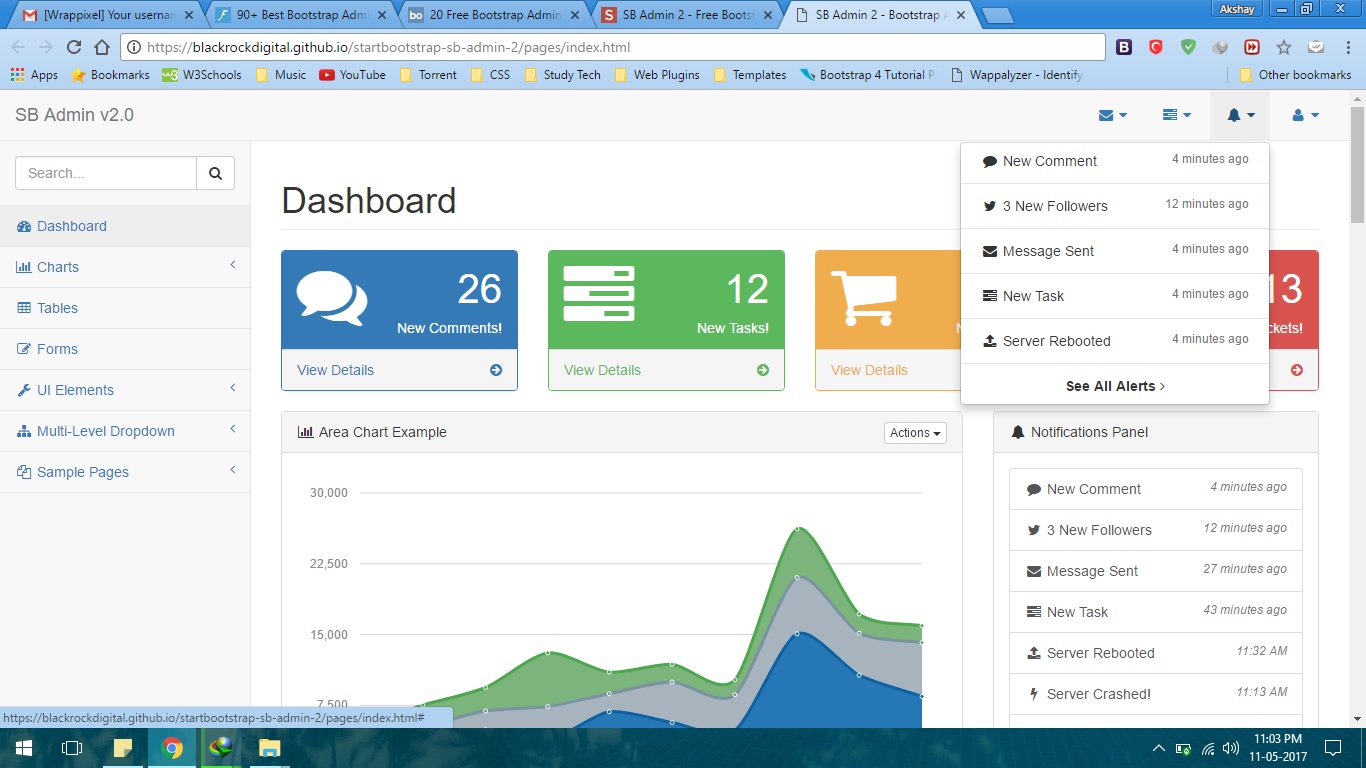 [Wrappixel] Your usernam
90+ Best Bootstrap Admi
20 Free Bootstrap Admin
SB Admin 2 - Free Bootst
SB Admin 2 - Bootstrap A
Akshay
https://blackrockdigital.github.io/startbootstrap-sb-admin-2/pages/index.html
Apps Bookmarks W3Schools Music YouTube Torrent CSS Study Tech Web Plugins Templates Bootstrap 4 Tutorial P Wappalyzer - Identify Other bookmarks
SB Admin v2.0
Search...
Dashboard
Charts
Tables
Forms
UI Elements
Multi-Level Dropdown
Sample Pages
Dashboard
26
New Comments!
View Details
12
New Tasks!
View Details
View Details
13
ckets!
New Comment 4 minutes ago
3 New Followers 12 minutes ago
Message Sent 4 minutes ago
New Task 4 minutes ago
Server Rebooted 4 minutes ago
See All Alerts
Area Chart Example
Actions
30,000
22,500
15,000
7,500
Notifications Panel
New Comment 4 minutes ago
3 New Followers 12 minutes ago
Message Sent 27 minutes ago
New Task 43 minutes ago
Server Rebooted 11:32 AM
Server Crashed! 11:13 AM
https://blackrockdigital.github.io/startbootstrap-sb-admin-2/pages/index.html#
11:03 PM
11-05-2017